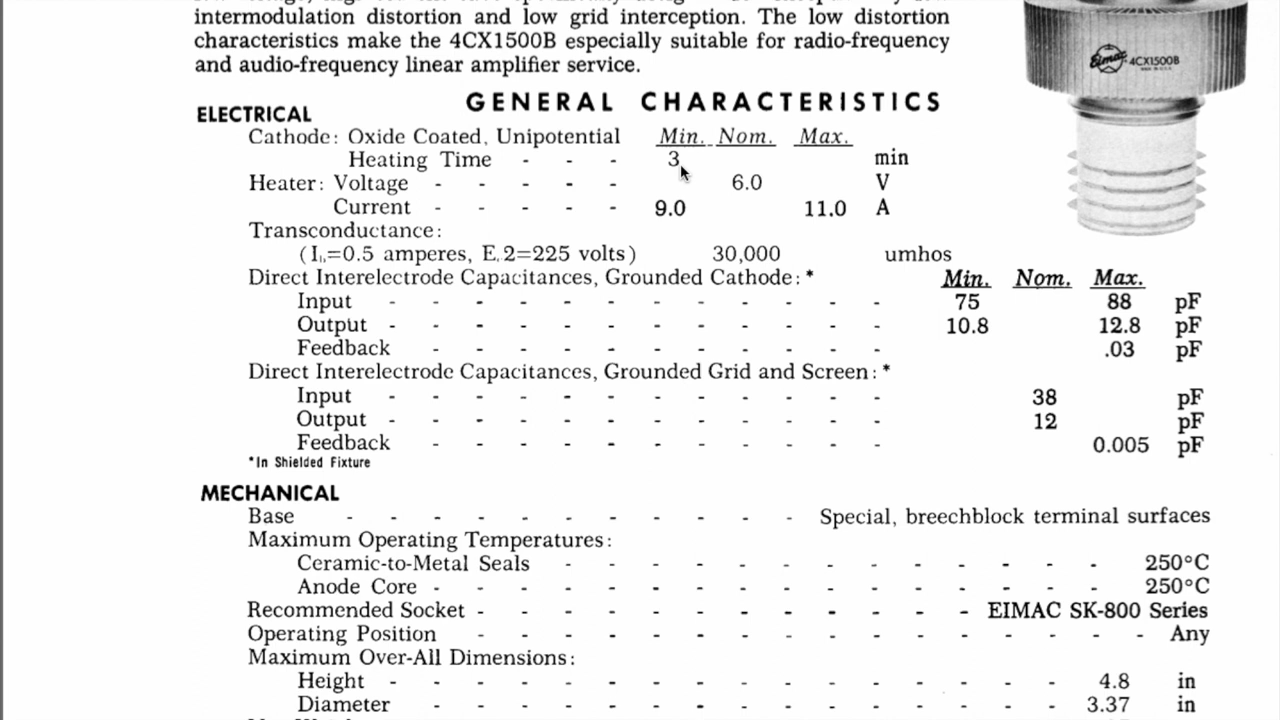 intermodulation distortion and low grid interception. The low distortion
characteristics make the 4CX1500B especially suitable for radio-frequency
and audio-frequency linear amplifier service.
Eimac 4CX1500B
GENERAL CHARACTERISTICS
ELECTRICAL
Cathode: Oxide Coated, Unipotential Min. Nom. Max.
Heating Time - - - 3 min
Heater: Voltage - - - - - 6.0 V
Current - - - - - 9.0 11.0 A
Transconductance:
(Ib=0.5 amperes, Ec2=225 volts) 30,000 umhos
Direct Interelectrode Capacitances, Grounded Cathode:* Min. Nom. Max.
Input - - - - - - - - - - - - 75 88 pF
Output - - - - - - - - - - - - 10.8 12.8 pF
Feedback - - - - - - - - - - - .03 pF
Direct Interelectrode Capacitances, Grounded Grid and Screen:*
Input - - - - - - - - - - - - 38 pF
Output - - - - - - - - - - - - 12 pF
Feedback - - - - - - - - - - - 0.005 pF
*In Shielded Fixture
MECHANICAL
Base - - - - - - - - - - - Special, breechblock terminal surfaces
Maximum Operating Temperatures:
Ceramic-to-Metal Seals - - - - - - - - - - - - - 250°C
Anode Core - - - - - - - - - - - - - - - - 250°C
Recommended Socket - - - - - - - - - - - - EIMAC SK-800 Series
Operating Position - - - - - - - - - - - - - - - - Any
Maximum Over-All Dimensions:
Height - - - - - - - - - - - - - - - - - 4.8 in
Diameter - - - - - - - - - - - - - - - - 3.37 in